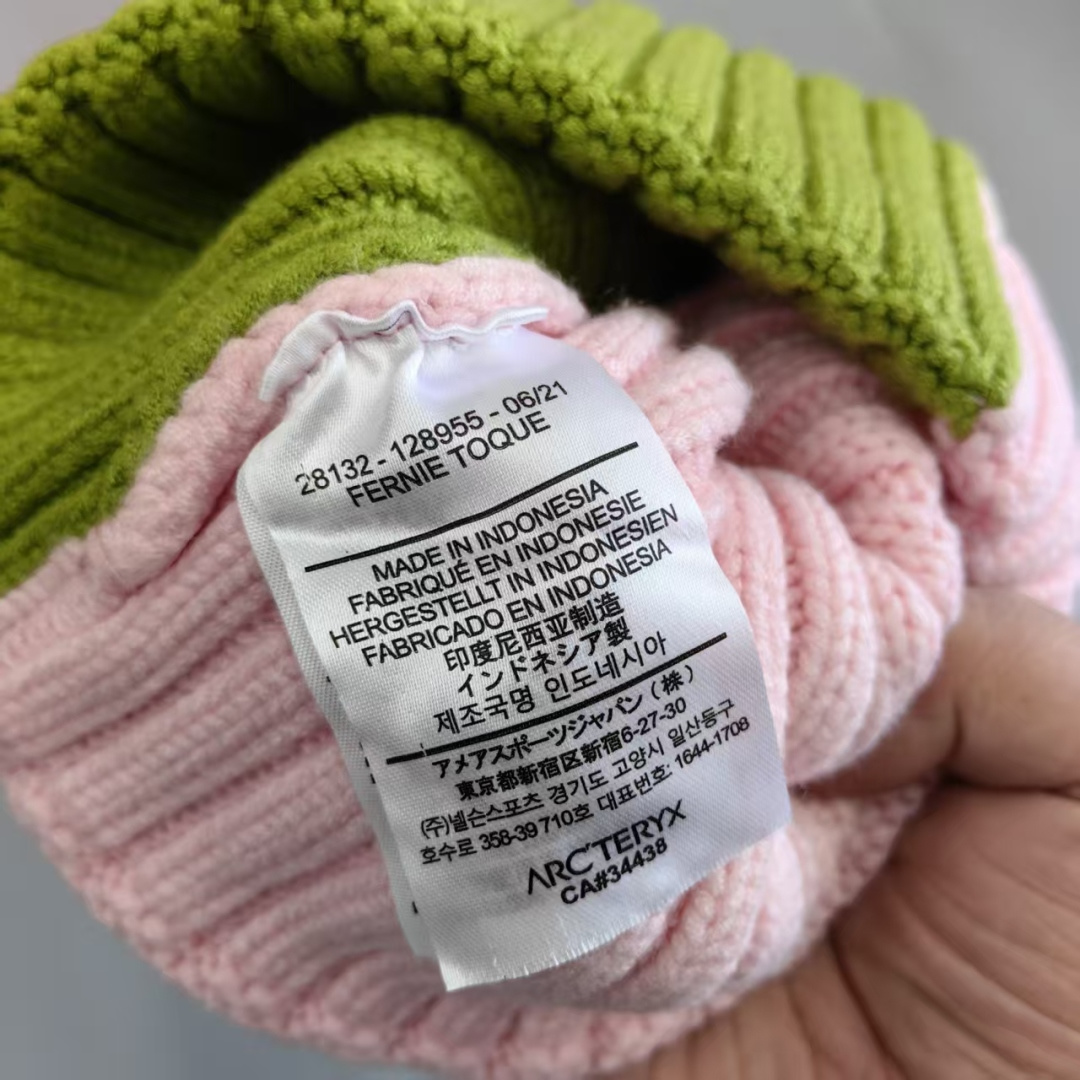 28132 - 128955 - 06/21
FERNIE TOQUE
MADE IN INDONESIA
FABRIQUÉ EN INDONESIE
HERGESTELLT IN INDONESIEN
FABRICADO EN INDONESIA
印度尼西亚制造
インドネシア製
제조국명 인도네시아
アメアスポーツジャパン（株）
東京都新宿区新宿6-27-30
(주)넬슨스포츠 경기도 고양시 일산동구
호수로 358-39 710호 대표번호: 1644-1708
ARC'TERYX
CA#34438